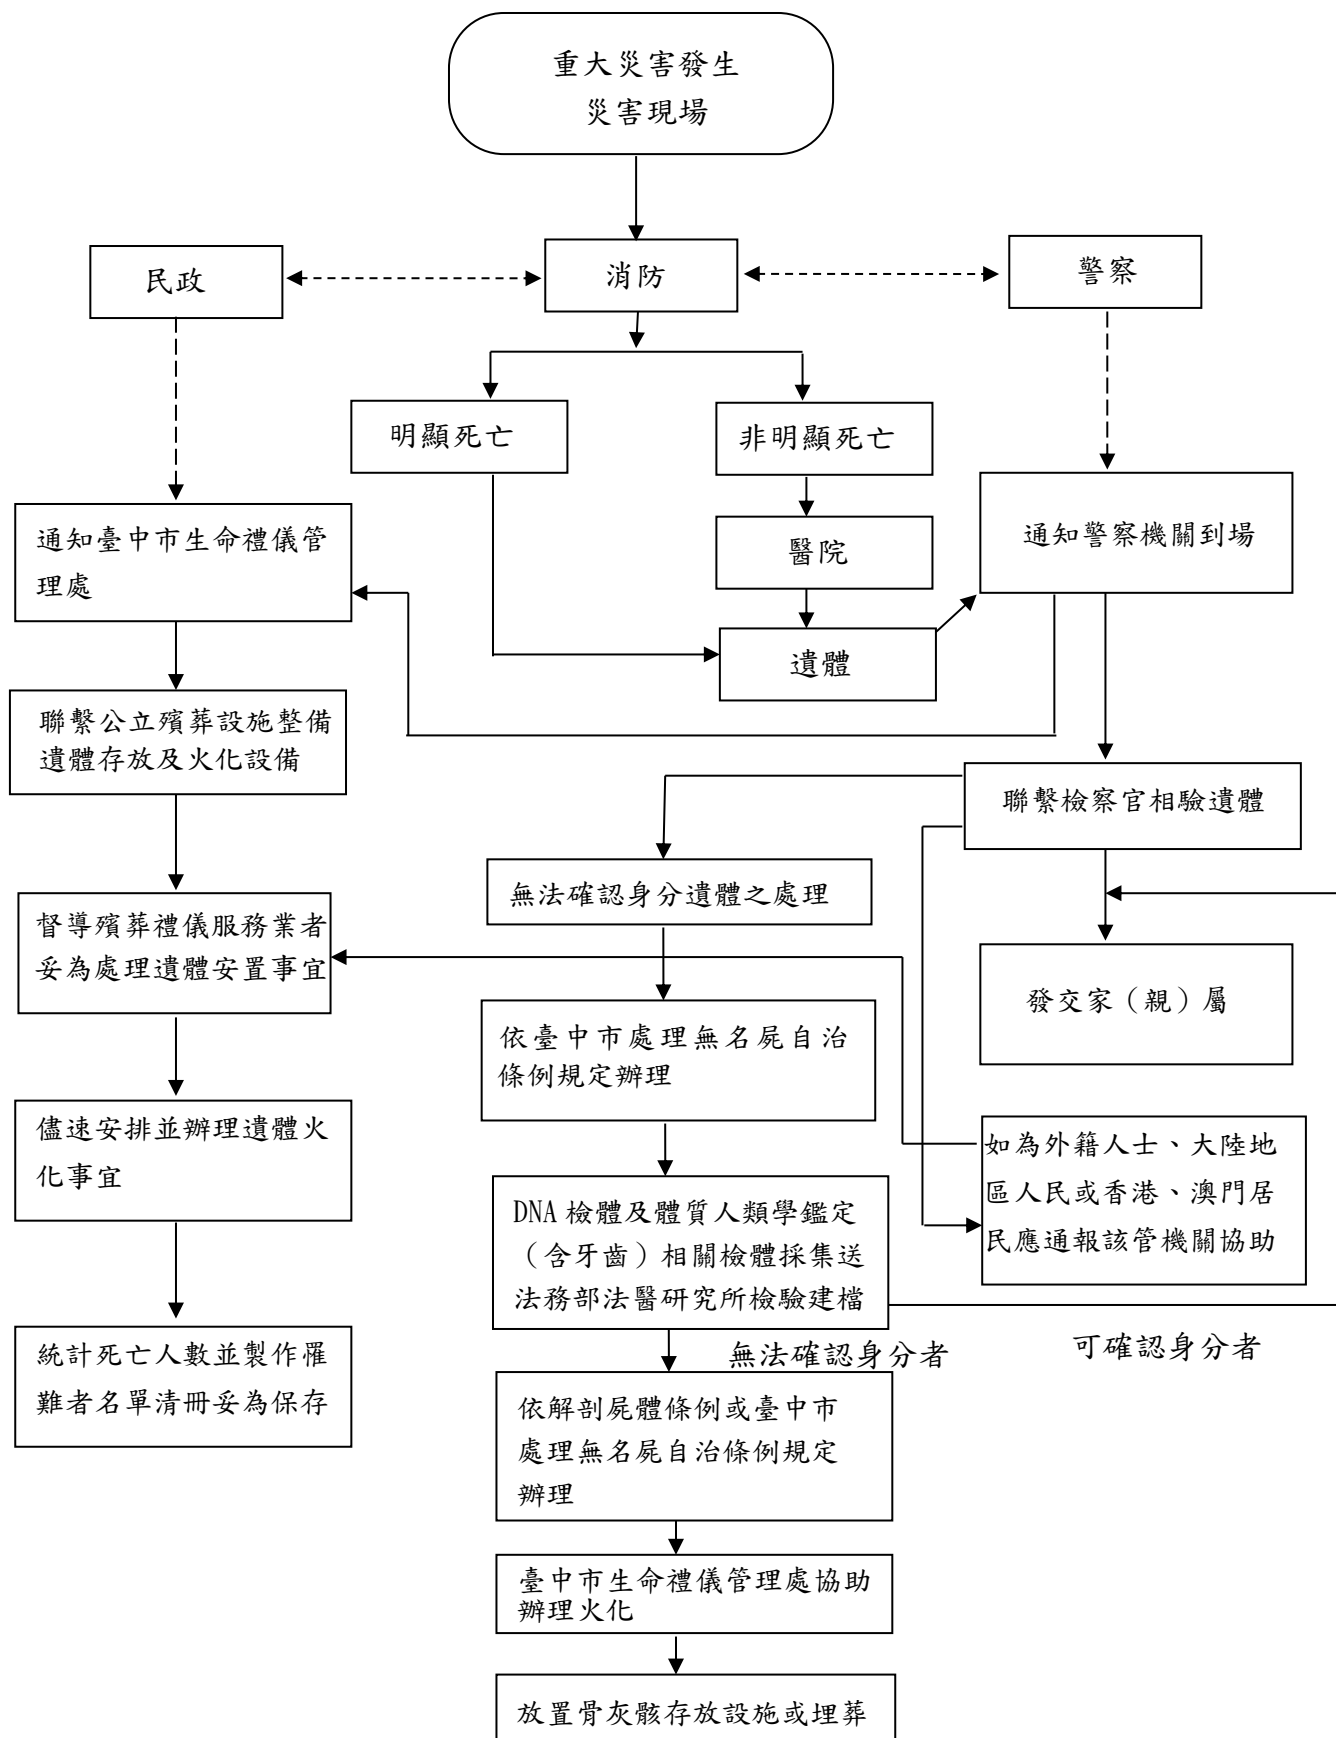 重大災害發生
災害現場
民政
消防
警察
明顯死亡
非明顯死亡
通知臺中市生命禮儀管
理處
醫院
通知警察機關到場
遺體
聯繫公立殯葬設施整備
遺體存放及火化設備
聯繫檢察官相驗遺體
無法確認身分遺體之處理
督導殯葬禮儀服務業者
妥為處理遺體安置事宜
發交家（親）屬
依臺中市處理無名屍自治
條例規定辦理
儘速安排並辦理遺體火
化事宜
如為外籍人士、大陸地
區人民或香港、澳門居
民應通報該管機關協助
DNA 檢體及體質人類學鑑定
（含牙齒）相關檢體採集送
法務部法醫研究所檢驗建檔
無法確認身分者
可確認身分者
統計死亡人數並製作罹
難者名單清冊妥為保存
依解剖屍體條例或臺中市
處理無名屍自治條例規定
辦理
臺中市生命禮儀管理處協助
辦理火化
放置骨灰骸存放設施或埋葬